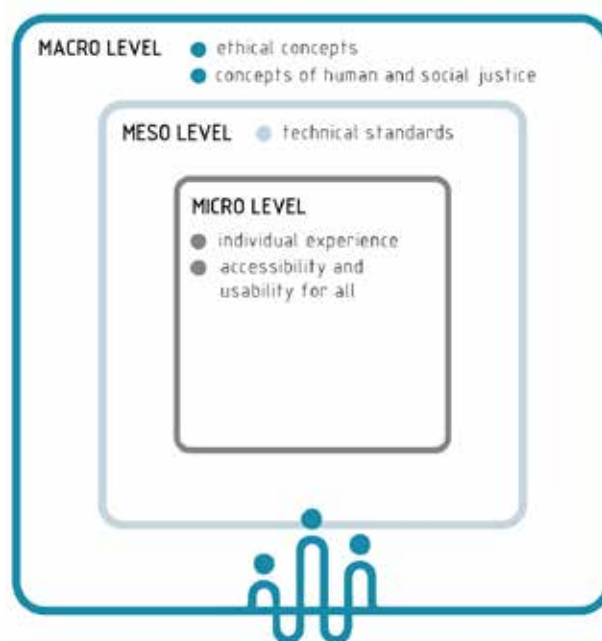 MACRO LEVEL ethical concepts
concepts of human and social justice
MESO LEVEL technical standards
MICRO LEVEL
individual experience
accessibility and
usability for all